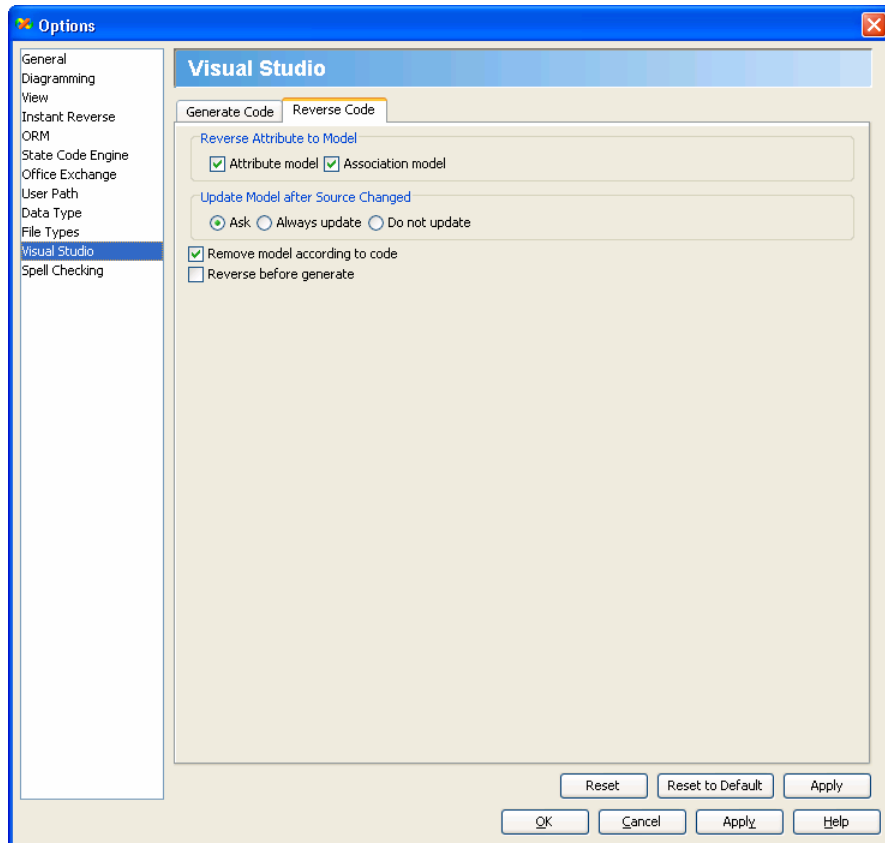 Options
General
Diagramming
View
Instant Reverse
ORM
State Code Engine
Office Exchange
User Path
Data Type
File Types
Visual Studio
Spell Checking
Visual Studio
Generate Code Reverse Code
Reverse Attribute to Model
Attribute model Association model
Update Model after Source Changed
Ask Always update Do not update
Remove model according to code
Reverse before generate
Reset Reset to Default Apply
OK Cancel Apply Help